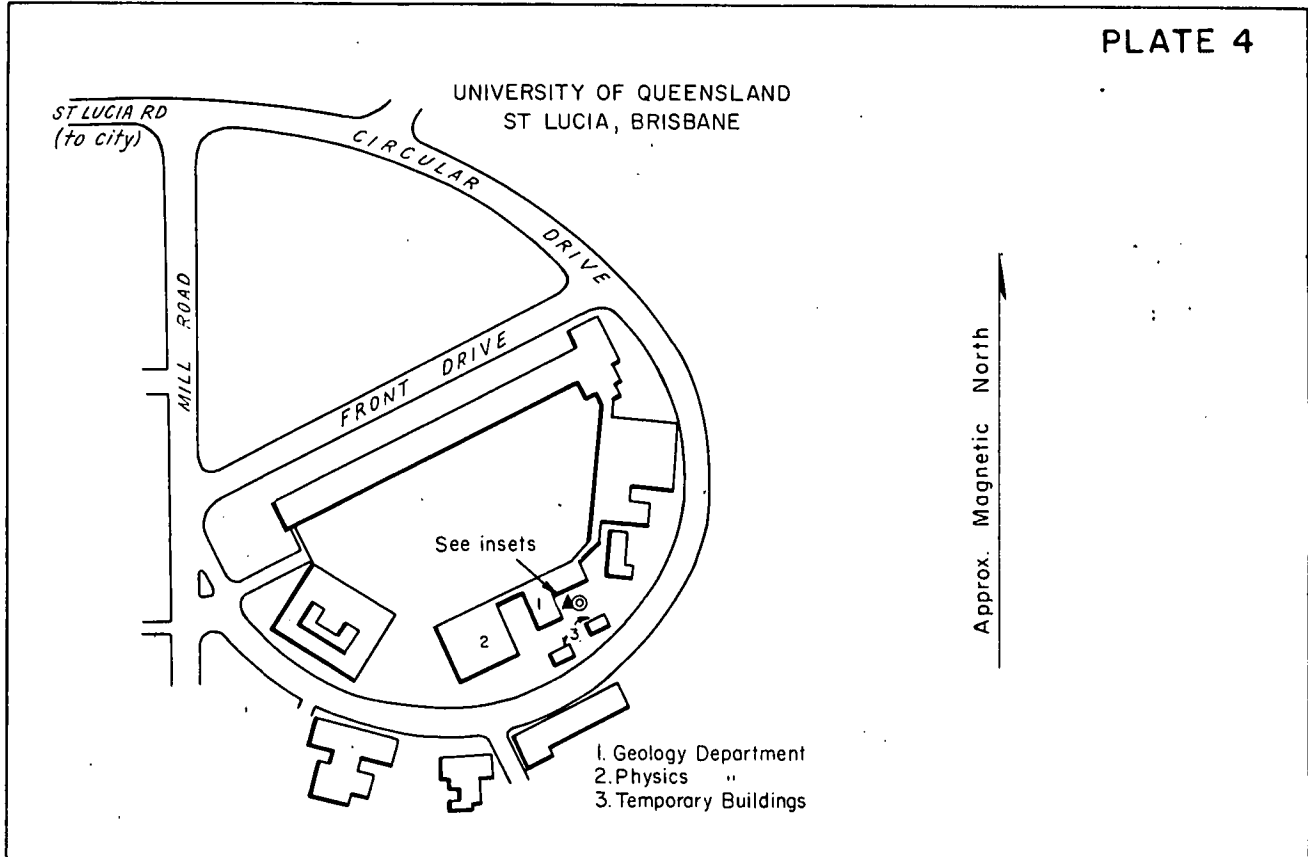 PLATE 4
UNIVERSITY OF QUEENSLAND
ST LUCIA, BRISBANE
ST LUCIA RD
(to city)
CIRCULAR DRIVE
MILL ROAD
FRONT DRIVE
Approx. Magnetic North
See insets
1
2
3
1. Geology Department
2. Physics "
3. Temporary Buildings